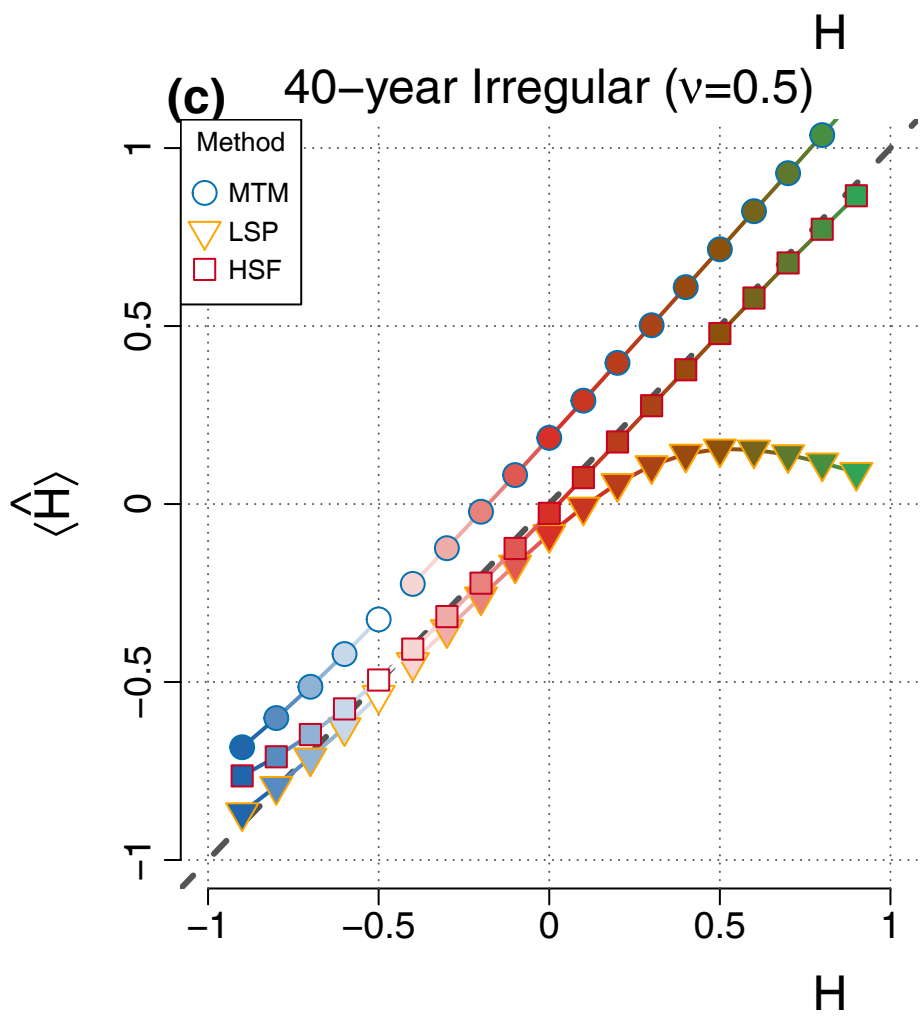 H
(c) 40−year Irregular (ν=0.5)
Method
MTM
LSP
HSF
1
0.5
0
−0.5
−1
⟨Ĥ⟩
−1 −0.5 0 0.5 1
H